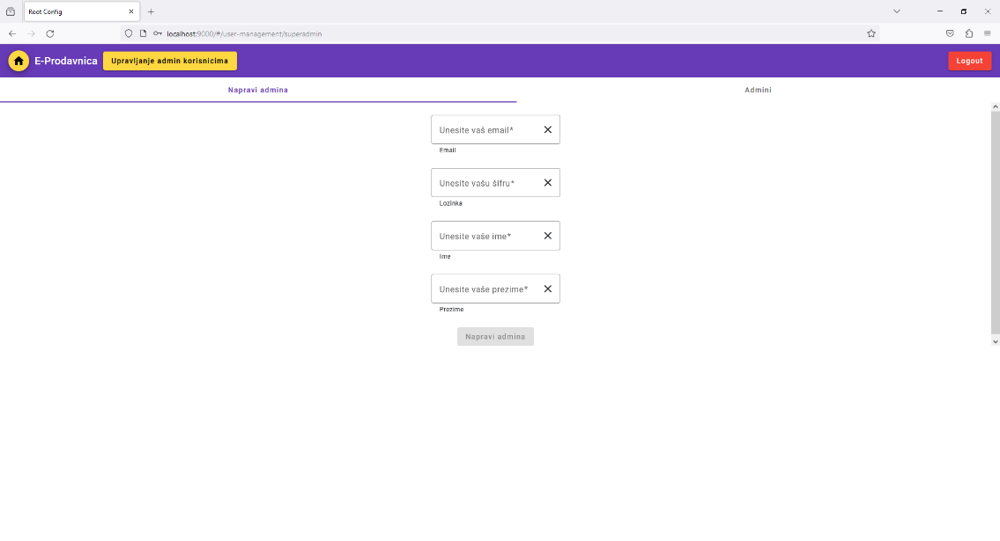 Root Config
localhost:9000/#/user-management/superadmin
E-Prodavnica
Upravljanje admin korisnicima
Logout
Napravi admina
Admini
Unesite vaš email*
Email
Unesite vašu šifru*
Lozinka
Unesite vaše ime*
Ime
Unesite vaše prezime*
Prezime
Napravi admina